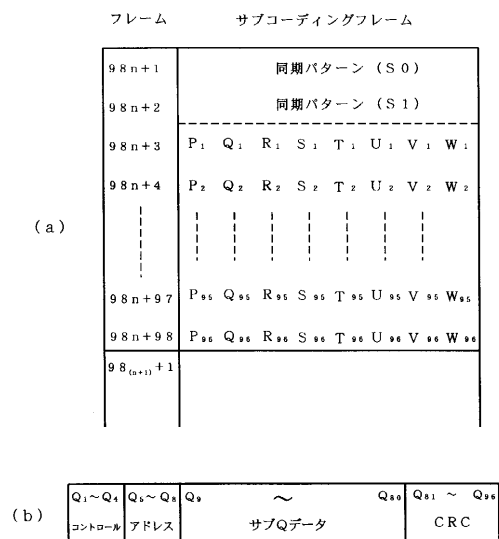 フレーム サブコーディングフレーム
98n+1 同期パターン(S0)
98n+2 同期パターン(S1)
98n+3 P₁ Q₁ R₁ S₁ T₁ U₁ V₁ W₁
98n+4 P₂ Q₂ R₂ S₂ T₂ U₂ V₂ W₂
(a)
98n+97 P₉₅ Q₉₅ R₉₅ S₉₅ T₉₅ U₉₅ V₉₅ W₉₅
98n+98 P₉₆ Q₉₆ R₉₆ S₉₆ T₉₆ U₉₆ V₉₆ W₉₆
98₍ₙ₊₁₎+1
(b)
Q₁~Q₄ Q₅~Q₈ Q₉ ~ Q₈₀ Q₈₁ ~ Q₉₆
コントロール アドレス サブQデータ CRC